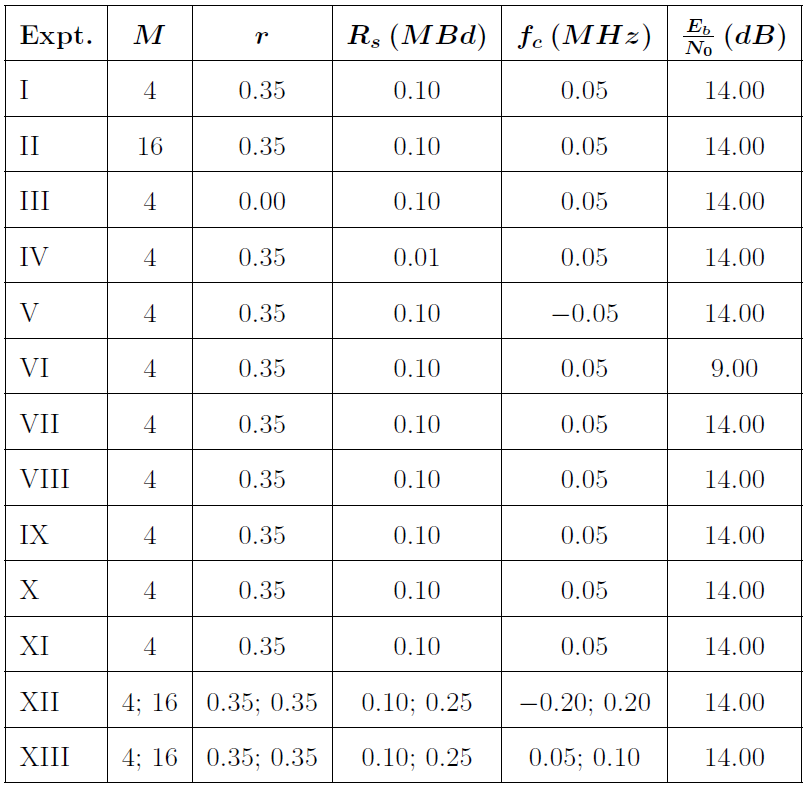 Expt. M r R_s (MBd) f_c (MHz) E_b/N_0 (dB)
I 4 0.35 0.10 0.05 14.00
II 16 0.35 0.10 0.05 14.00
III 4 0.00 0.10 0.05 14.00
IV 4 0.35 0.01 0.05 14.00
V 4 0.35 0.10 −0.05 14.00
VI 4 0.35 0.10 0.05 9.00
VII 4 0.35 0.10 0.05 14.00
VIII 4 0.35 0.10 0.05 14.00
IX 4 0.35 0.10 0.05 14.00
X 4 0.35 0.10 0.05 14.00
XI 4 0.35 0.10 0.05 14.00
XII 4; 16 0.35; 0.35 0.10; 0.25 −0.20; 0.20 14.00
XIII 4; 16 0.35; 0.35 0.10; 0.25 0.05; 0.10 14.00